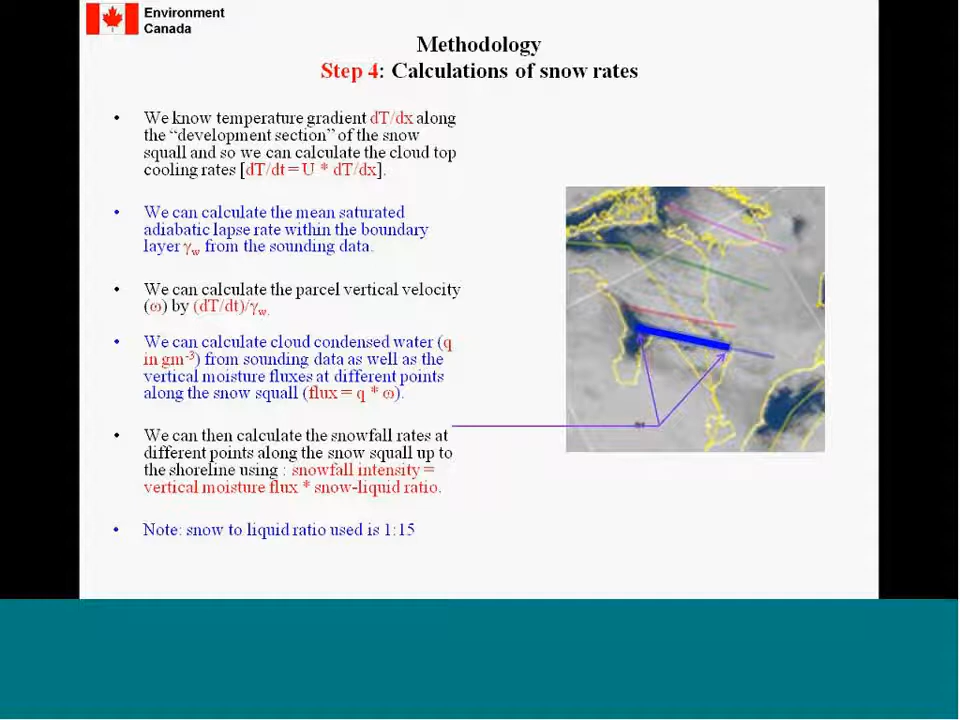 Environment
Canada
Methodology
Step 4: Calculations of snow rates
• We know temperature gradient dT/dx along
the “development section” of the snow
squall and so we can calculate the cloud top
cooling rates [dT/dt = U * dT/dx].
• We can calculate the mean saturated
adiabatic lapse rate within the boundary
layer γw from the sounding data.
• We can calculate the parcel vertical velocity
(ω) by (dT/dt)/γw.
• We can calculate cloud condensed water (q
in gm-3) from sounding data as well as the
vertical moisture fluxes at different points
along the snow squall (flux = q * ω).
• We can then calculate the snowfall rates at
different points along the snow squall up to
the shoreline using : snowfall intensity =
vertical moisture flux * snow-liquid ratio.
• Note: snow to liquid ratio used is 1:15